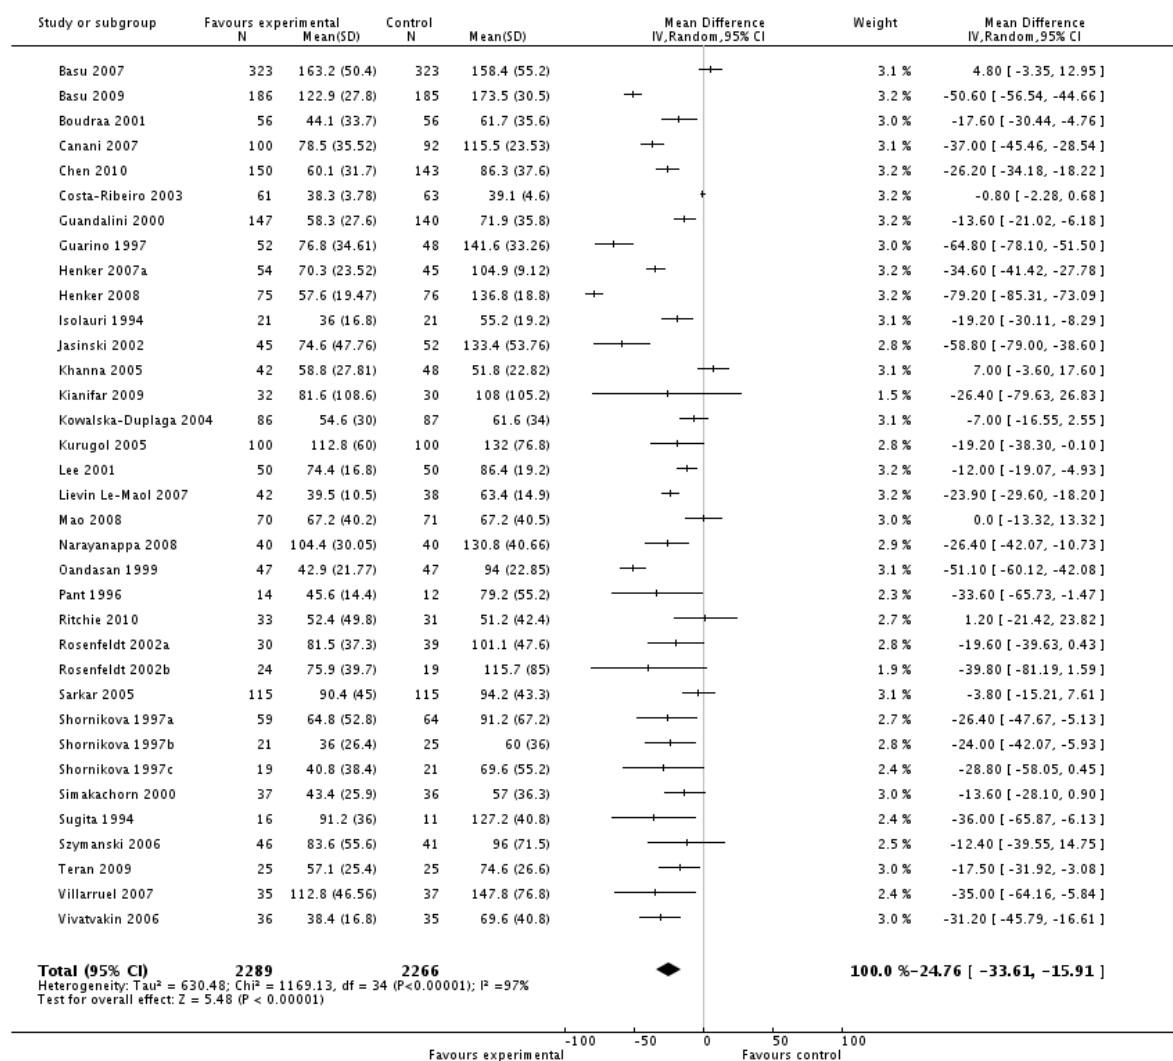 Study or subgroup Favours experimental Control Mean Difference Weight Mean Difference
N Mean(SD) N Mean(SD) IV,Random,95% CI IV,Random,95% CI
Basu 2007 323 163.2 (50.4) 323 158.4 (55.2) 3.1 % 4.80 [ -3.35, 12.95 ]
Basu 2009 186 122.9 (27.8) 185 173.5 (30.5) 3.2 % -50.60 [ -56.54, -44.66 ]
Boudraa 2001 56 44.1 (33.7) 56 61.7 (35.6) 3.0 % -17.60 [ -30.44, -4.76 ]
Canani 2007 100 78.5 (35.52) 92 115.5 (23.53) 3.1 % -37.00 [ -45.46, -28.54 ]
Chen 2010 150 60.1 (31.7) 143 86.3 (37.6) 3.2 % -26.20 [ -34.18, -18.22 ]
Costa-Ribeiro 2003 61 38.3 (3.78) 63 39.1 (4.6) 3.2 % -0.80 [ -2.28, 0.68 ]
Guandalini 2000 147 58.3 (27.6) 140 71.9 (35.8) 3.2 % -13.60 [ -21.02, -6.18 ]
Guarino 1997 52 76.8 (34.61) 48 141.6 (33.26) 3.0 % -64.80 [ -78.10, -51.50 ]
Henker 2007a 54 70.3 (23.52) 45 104.9 (9.12) 3.2 % -34.60 [ -41.42, -27.78 ]
Henker 2008 75 57.6 (19.47) 76 136.8 (18.8) 3.2 % -79.20 [ -85.31, -73.09 ]
Isolauri 1994 21 36 (16.8) 21 55.2 (19.2) 3.1 % -19.20 [ -30.11, -8.29 ]
Jasinski 2002 45 74.6 (47.76) 52 133.4 (53.76) 2.8 % -58.80 [ -79.00, -38.60 ]
Khanna 2005 42 58.8 (27.81) 48 51.8 (22.82) 3.1 % 7.00 [ -3.60, 17.60 ]
Kianifar 2009 32 81.6 (108.6) 30 108 (105.2) 1.5 % -26.40 [ -79.63, 26.83 ]
Kowalska-Duplaga 2004 86 54.6 (30) 87 61.6 (34) 3.1 % -7.00 [ -16.55, 2.55 ]
Kurugol 2005 100 112.8 (60) 100 132 (76.8) 2.8 % -19.20 [ -38.30, -0.10 ]
Lee 2001 50 74.4 (16.8) 50 86.4 (19.2) 3.2 % -12.00 [ -19.07, -4.93 ]
Lievin Le-Maol 2007 42 39.5 (10.5) 38 63.4 (14.9) 3.2 % -23.90 [ -29.60, -18.20 ]
Mao 2008 70 67.2 (40.2) 71 67.2 (40.5) 3.0 % 0.0 [ -13.32, 13.32 ]
Narayanappa 2008 40 104.4 (30.05) 40 130.8 (40.66) 2.9 % -26.40 [ -42.07, -10.73 ]
Oandasan 1999 47 42.9 (21.77) 47 94 (22.85) 3.1 % -51.10 [ -60.12, -42.08 ]
Pant 1996 14 45.6 (14.4) 12 79.2 (55.2) 2.3 % -33.60 [ -65.73, -1.47 ]
Ritchie 2010 33 52.4 (49.8) 31 51.2 (42.4) 2.7 % 1.20 [ -21.42, 23.82 ]
Rosenfeldt 2002a 30 81.5 (37.3) 39 101.1 (47.6) 2.8 % -19.60 [ -39.63, 0.43 ]
Rosenfeldt 2002b 24 75.9 (39.7) 19 115.7 (85) 1.9 % -39.80 [ -81.19, 1.59 ]
Sarkar 2005 115 90.4 (45) 115 94.2 (43.3) 3.1 % -3.80 [ -15.21, 7.61 ]
Shornikova 1997a 59 64.8 (52.8) 64 91.2 (67.2) 2.7 % -26.40 [ -47.67, -5.13 ]
Shornikova 1997b 21 36 (26.4) 25 60 (36) 2.8 % -24.00 [ -42.07, -5.93 ]
Shornikova 1997c 19 40.8 (38.4) 21 69.6 (55.2) 2.4 % -28.80 [ -58.05, 0.45 ]
Simakachorn 2000 37 43.4 (25.9) 36 57 (36.3) 3.0 % -13.60 [ -28.10, 0.90 ]
Sugita 1994 16 91.2 (36) 11 127.2 (40.8) 2.4 % -36.00 [ -65.87, -6.13 ]
Szymanski 2006 46 83.6 (55.6) 41 96 (71.5) 2.5 % -12.40 [ -39.55, 14.75 ]
Teran 2009 25 57.1 (25.4) 25 74.6 (26.6) 3.0 % -17.50 [ -31.92, -3.08 ]
Villarruel 2007 35 112.8 (46.56) 37 147.8 (76.8) 2.4 % -35.00 [ -64.16, -5.84 ]
Vivatvakin 2006 36 38.4 (16.8) 35 69.6 (40.8) 3.0 % -31.20 [ -45.79, -16.61 ]
Total (95% CI) 2289 2266 100.0 % -24.76 [ -33.61, -15.91 ]
Heterogeneity: Tau² = 630.48; Chi² = 1169.13, df = 34 (P<0.00001); I² =97%
Test for overall effect: Z = 5.48 (P < 0.00001)
-100 -50 0 50 100
Favours experimental Favours control